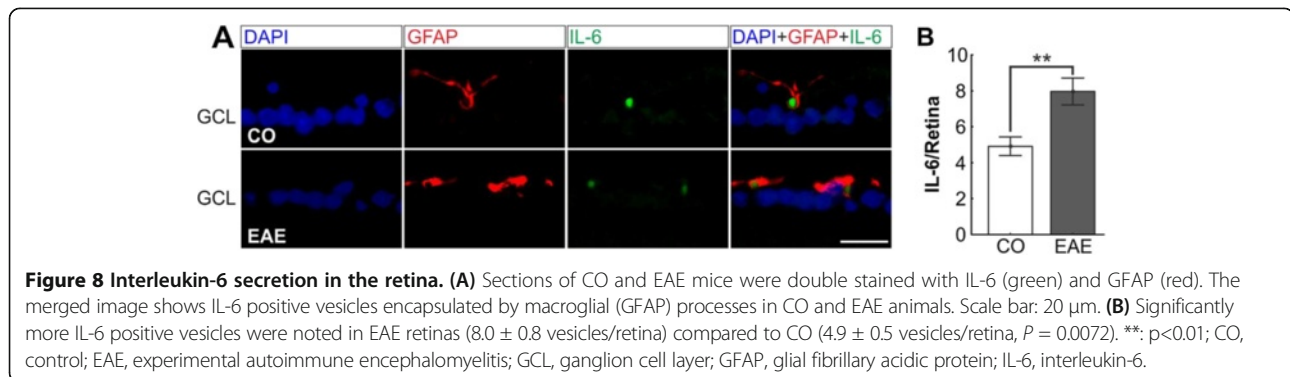 A DAPI GFAP IL-6 DAPI+GFAP+IL-6
GCL
CO
GCL
EAE
B
**
IL-6/Retina
10
8
6
4
2
0
CO EAE
Figure 8 Interleukin-6 secretion in the retina. (A) Sections of CO and EAE mice were double stained with IL-6 (green) and GFAP (red). The
merged image shows IL-6 positive vesicles encapsulated by macroglial (GFAP) processes in CO and EAE animals. Scale bar: 20 μm. (B) Significantly
more IL-6 positive vesicles were noted in EAE retinas (8.0 ± 0.8 vesicles/retina) compared to CO (4.9 ± 0.5 vesicles/retina, P = 0.0072). **: p<0.01; CO,
control; EAE, experimental autoimmune encephalomyelitis; GCL, ganglion cell layer; GFAP, glial fibrillary acidic protein; IL-6, interleukin-6.